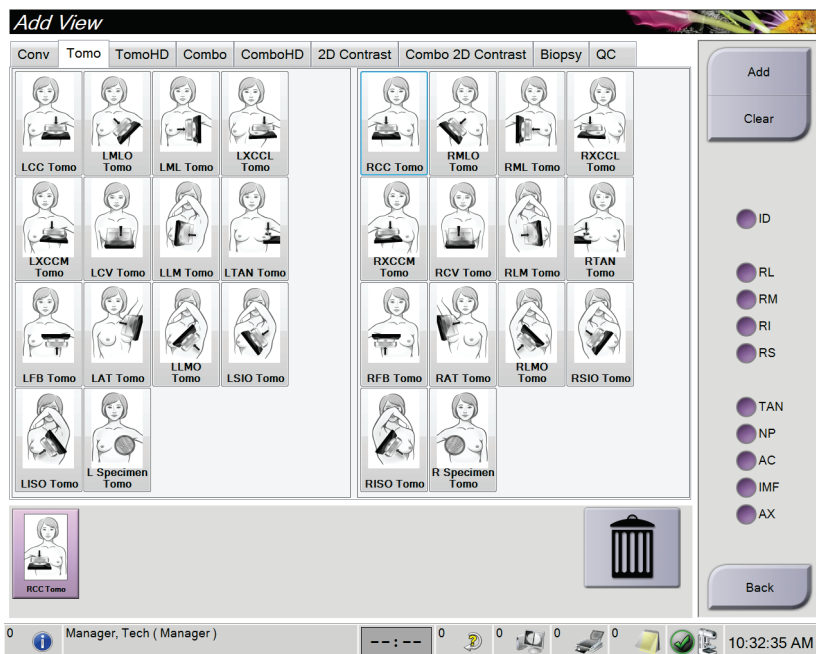 Add View
Conv Tomo TomoHD Combo ComboHD 2D Contrast Combo 2D Contrast Biopsy QC
LCC Tomo
LMLO
Tomo
LML Tomo
LXCCL
Tomo
LXCCM
Tomo
LCV Tomo
LLM Tomo
LTAN Tomo
LFB Tomo
LAT Tomo
LLMO
Tomo
LSIO Tomo
LISO Tomo
L Specimen
Tomo
RCC Tomo
RMLO
Tomo
RML Tomo
RXCCL
Tomo
RXCCM
Tomo
RCV Tomo
RLM Tomo
RTAN
Tomo
RFB Tomo
RAT Tomo
RLMO
Tomo
RSIO Tomo
RISO Tomo
R Specimen
Tomo
Add
Clear
ID
RL
RM
RI
RS
TAN
NP
AC
IMF
AX
Back
RCC Tomo
0 Manager, Tech ( Manager ) --:-- 0 0 0 0 10:32:35 AM